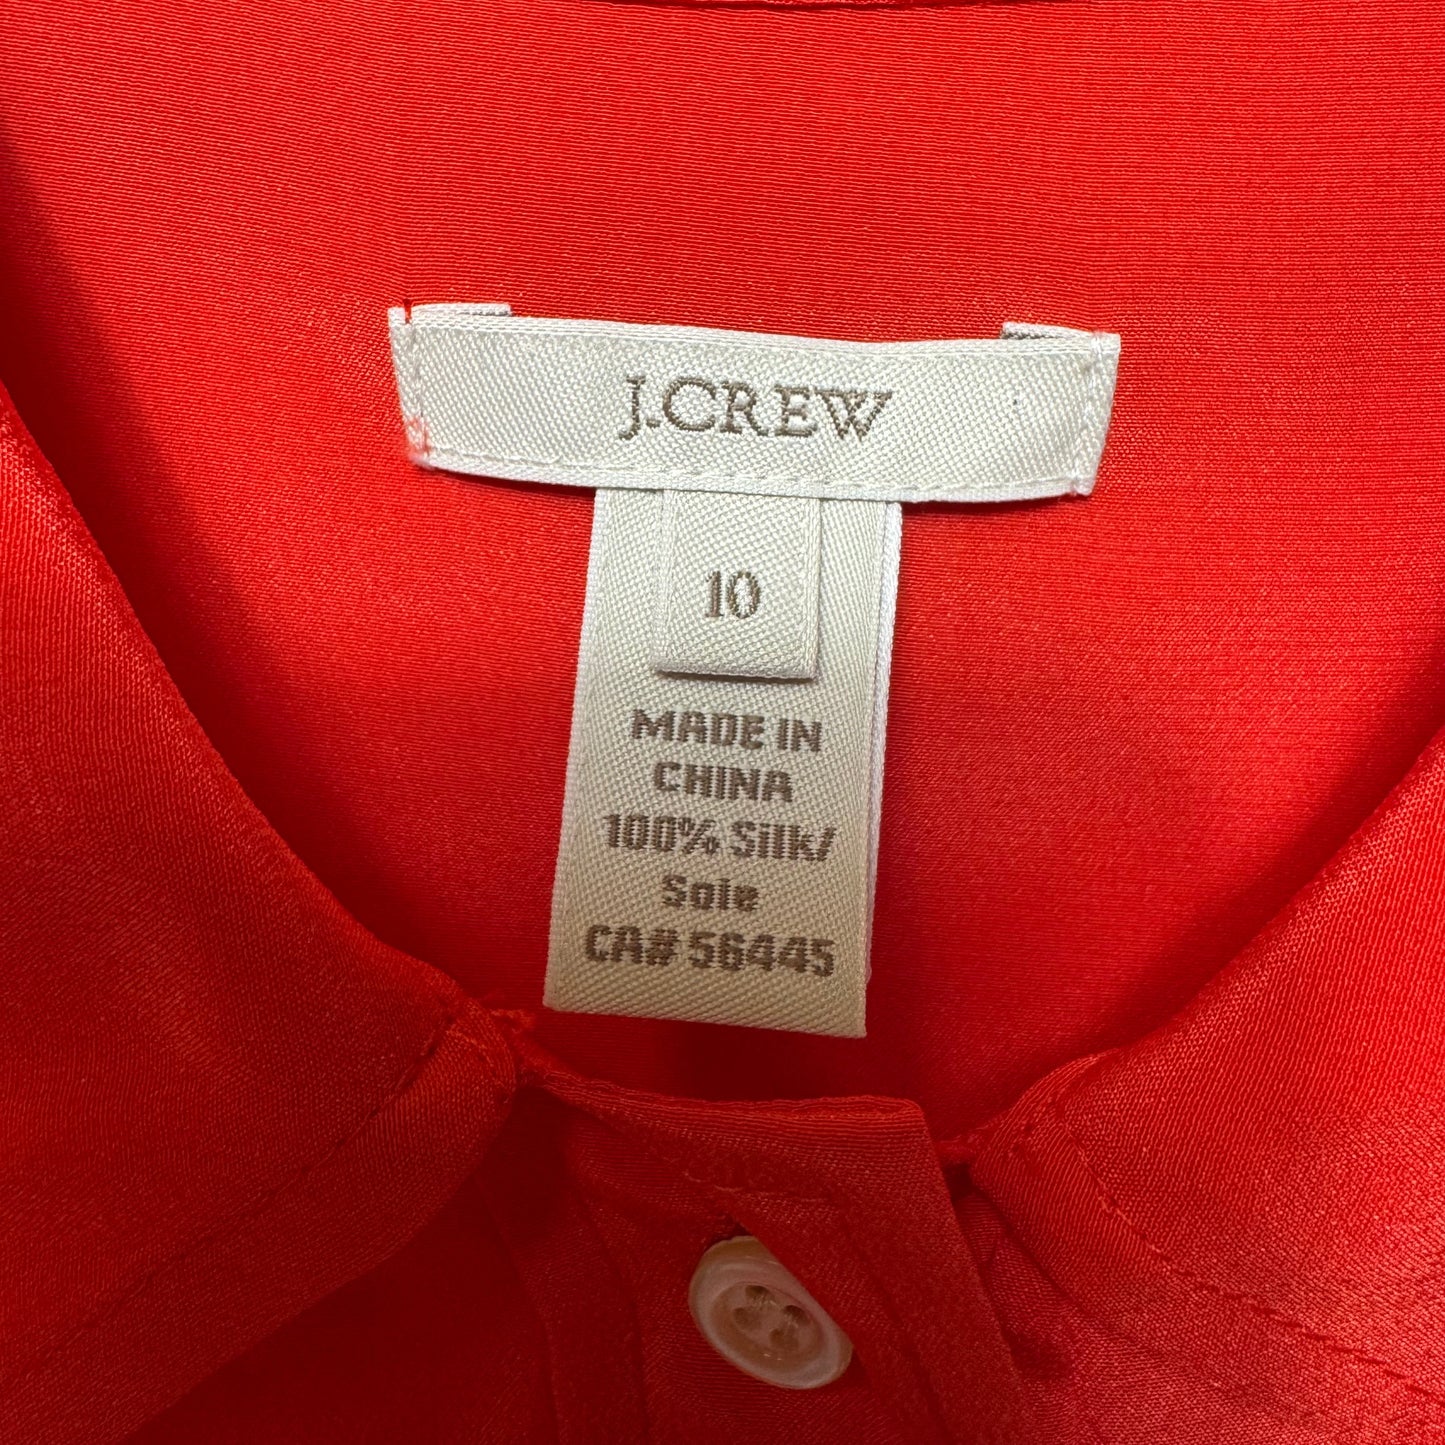 J.CREW
10
MADE IN
CHINA
100% Silk/
Soie
CA# 56445